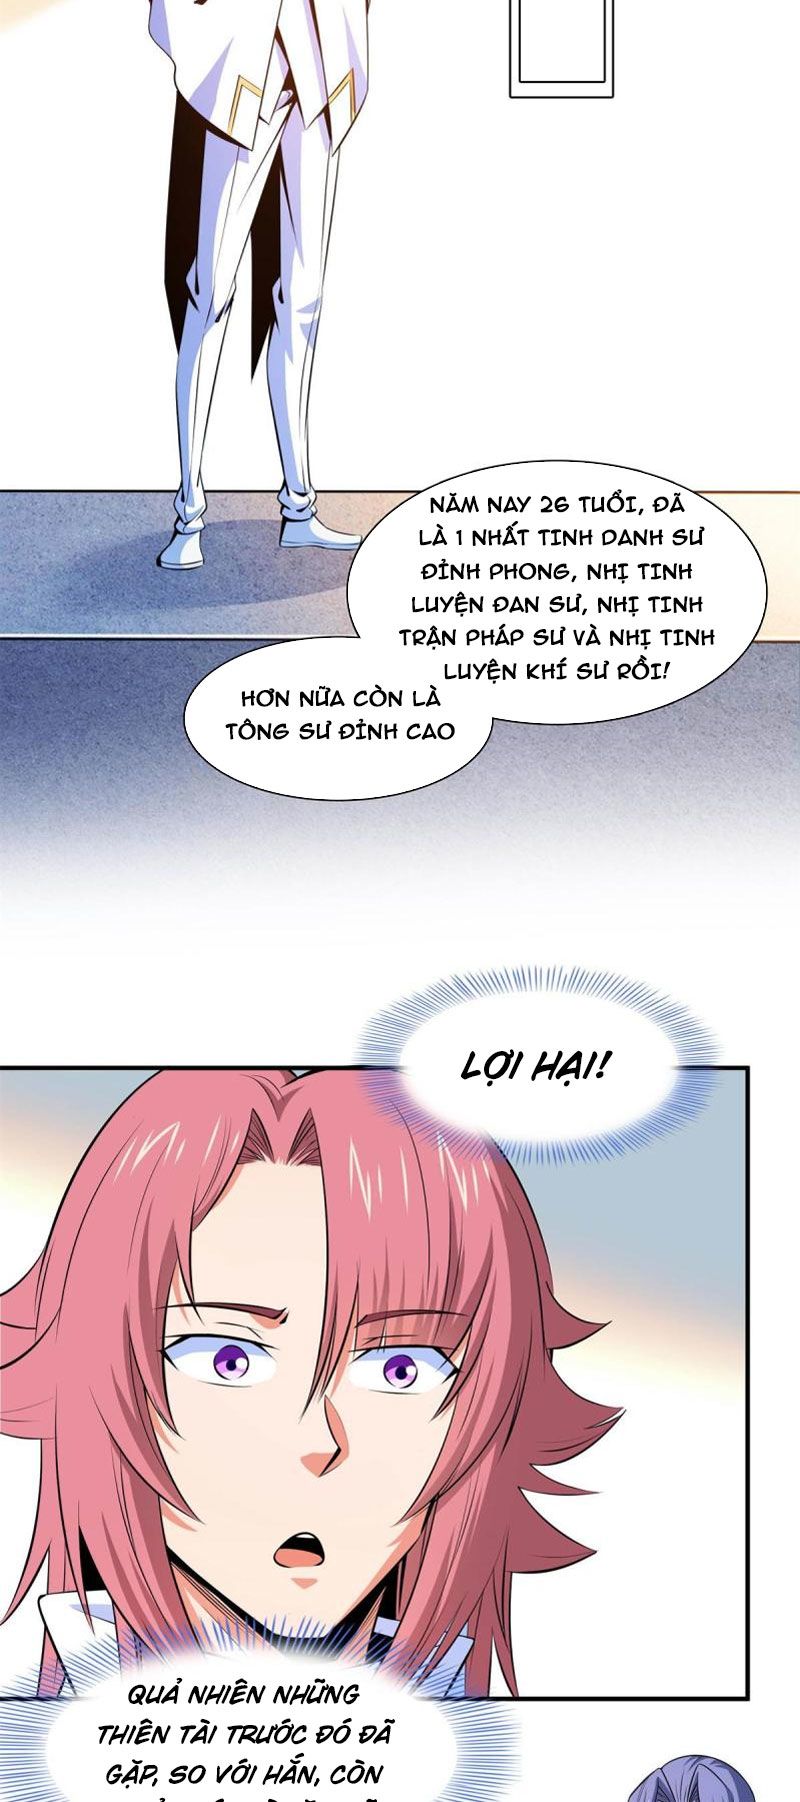 NĂM NAY 26 TUỔI, ĐÃ
LÀ 1 NHẤT TINH DANH SƯ
ĐỈNH PHONG, NHỊ TINH
LUYỆN ĐAN SƯ, NHỊ TINH
TRẬN PHÁP SƯ VÀ NHỊ TINH
LUYỆN KHÍ SƯ RỒI!
HƠN NỮA CÒN LÀ
TÔNG SƯ ĐỈNH CAO
LỢI HẠI!
QUẢ NHIÊN NHỮNG
THIÊN TÀI TRƯỚC ĐÓ ĐÃ
GẶP, SO VỚI HẮN, CÒN